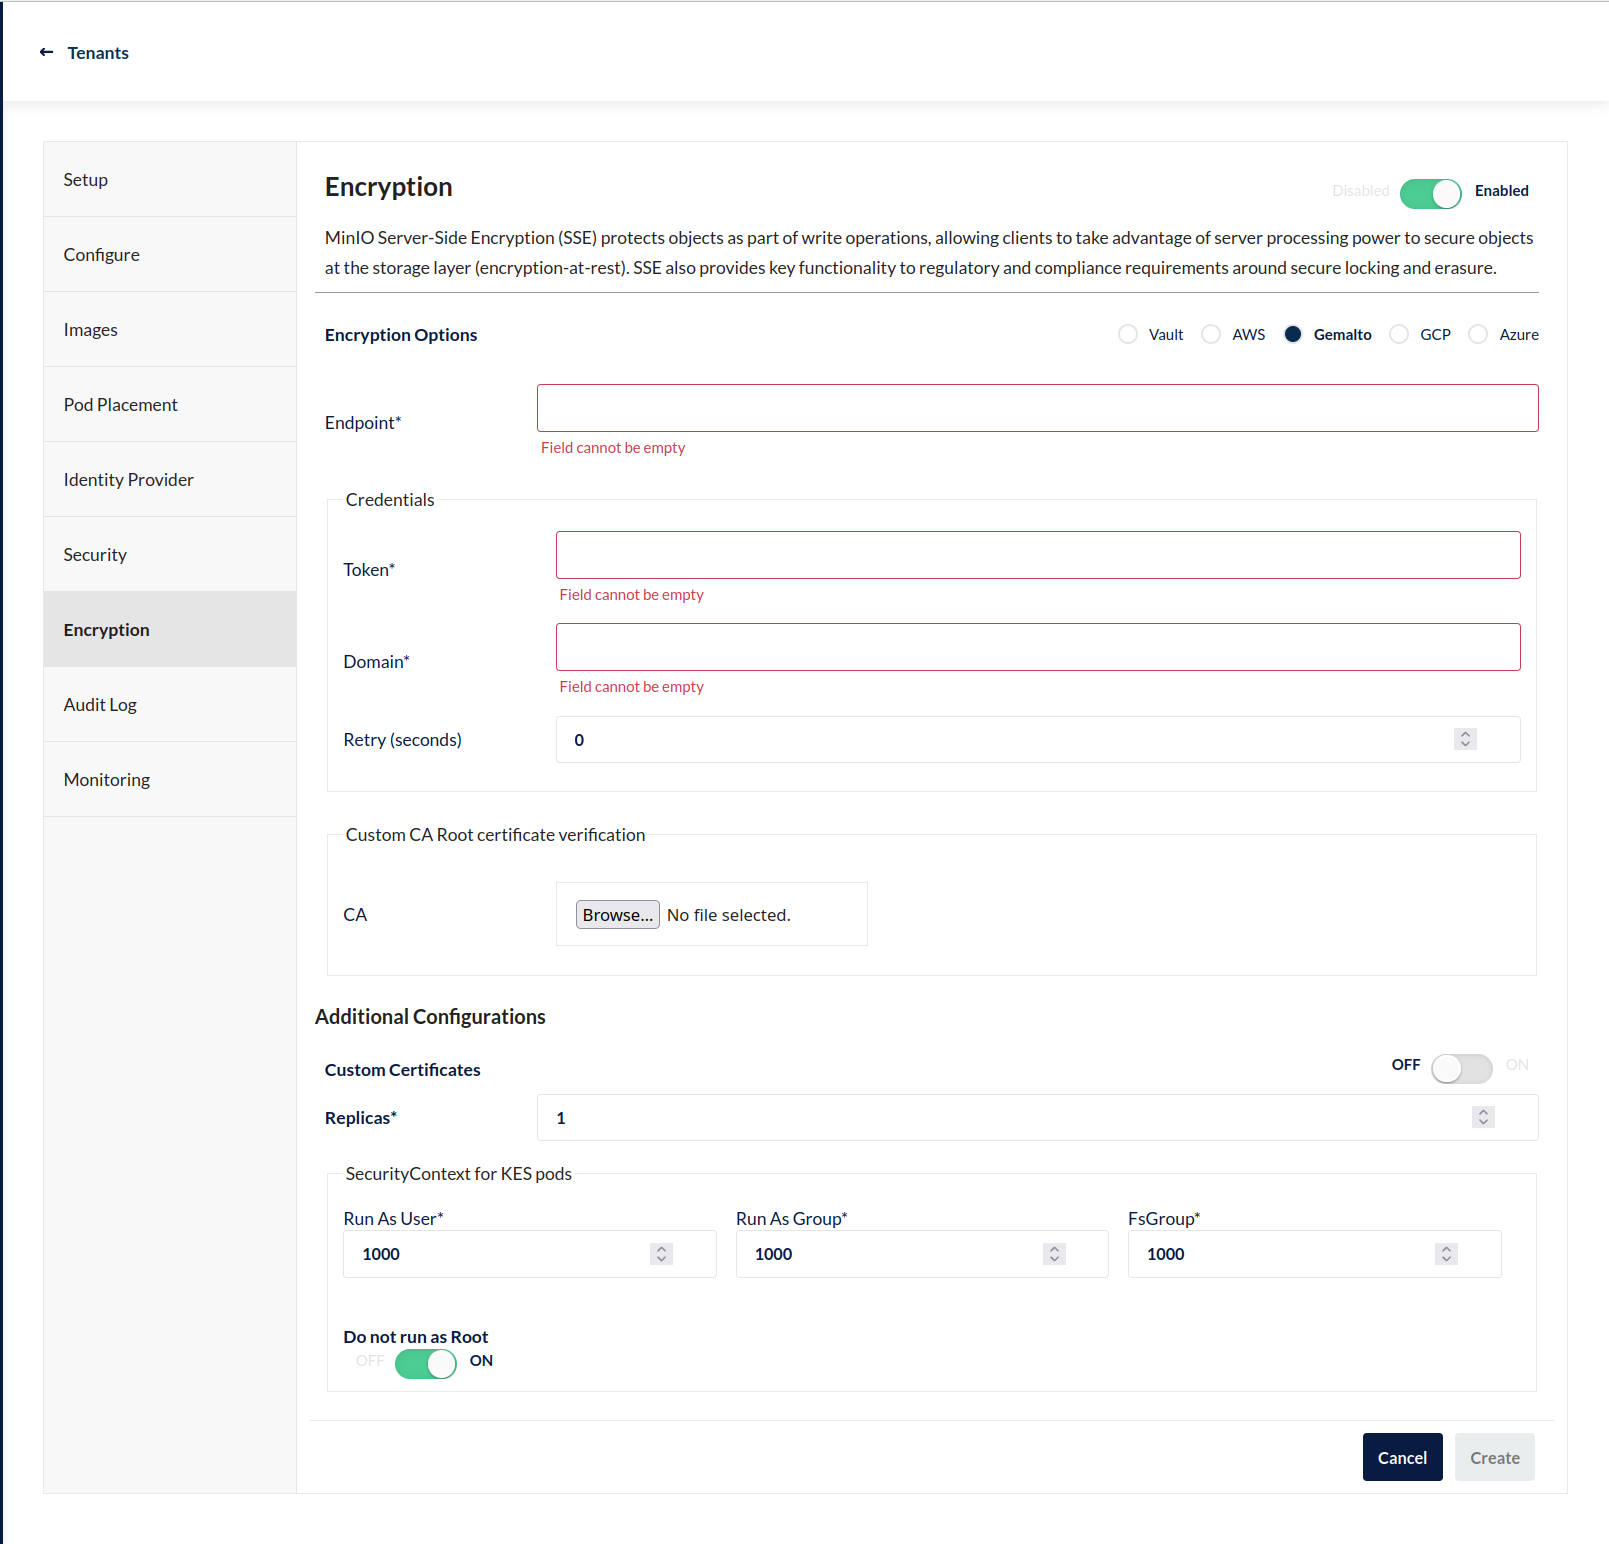 ← Tenants
Setup
Configure
Images
Pod Placement
Identity Provider
Security
Encryption
Audit Log
Monitoring
Encryption
Disabled Enabled
MinIO Server-Side Encryption (SSE) protects objects as part of write operations, allowing clients to take advantage of server processing power to secure objects
at the storage layer (encryption-at-rest). SSE also provides key functionality to regulatory and compliance requirements around secure locking and erasure.
Encryption Options Vault AWS Gemalto GCP Azure
Endpoint*
Field cannot be empty
Credentials
Token*
Field cannot be empty
Domain*
Field cannot be empty
Retry (seconds) 0
Custom CA Root certificate verification
CA Browse... No file selected.
Additional Configurations
Custom Certificates OFF ON
Replicas* 1
SecurityContext for KES pods
Run As User* Run As Group* FsGroup*
1000 1000 1000
Do not run as Root
OFF ON
Cancel Create